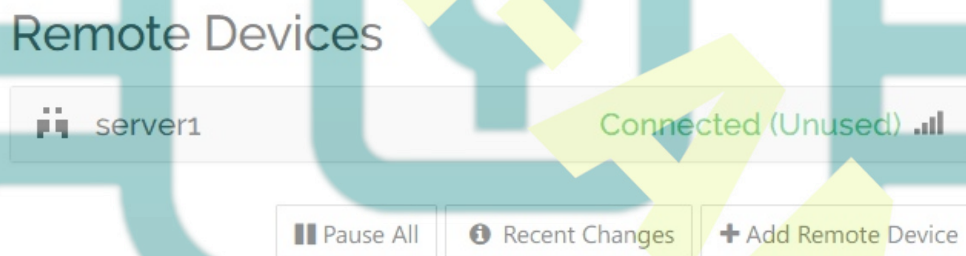 Remote Devices
server1 Connected (Unused)
Pause All Recent Changes + Add Remote Device